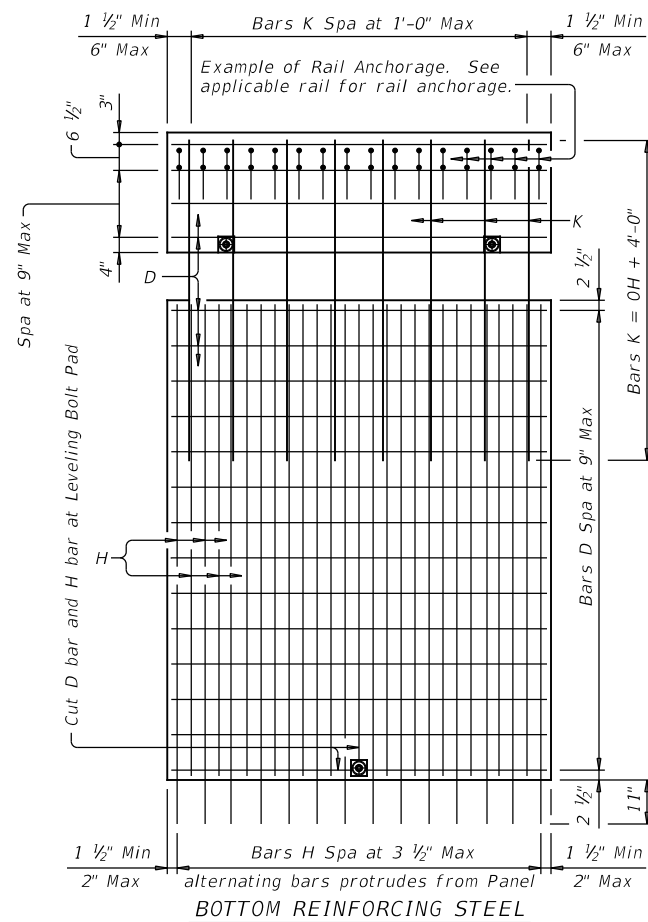 1 ½" Min
6" Max
Bars K Spa at 1'-0" Max
1 ½" Min
6" Max
Example of Rail Anchorage. See
applicable rail for rail anchorage.
3"
6 ½"
Spa at 9" Max
4"
K
D
2 ½"
Bars K = OH + 4'-0"
Cut D bar and H bar at Leveling Bolt Pad
H
Bars D Spa at 9" Max
2 ½"
11"
1 ½" Min
2" Max
Bars H Spa at 3 ½" Max
alternating bars protrudes from Panel
1 ½" Min
2" Max
BOTTOM REINFORCING STEEL